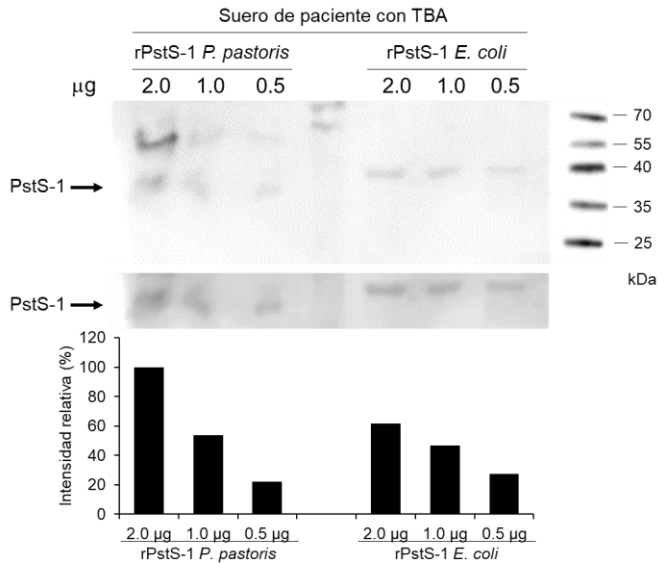 Suero de paciente con TBA
rPstS-1 P. pastoris rPstS-1 E. coli
μg 2.0 1.0 0.5 2.0 1.0 0.5
70
55
40
PstS-1
35
25
kDa
PstS-1
120
100
80
60
40
20
0
Intensidad relativa (%)
2.0 μg 1.0 μg 0.5 μg 2.0 μg 1.0 μg 0.5 μg
rPstS-1 P. pastoris rPstS-1 E. coli